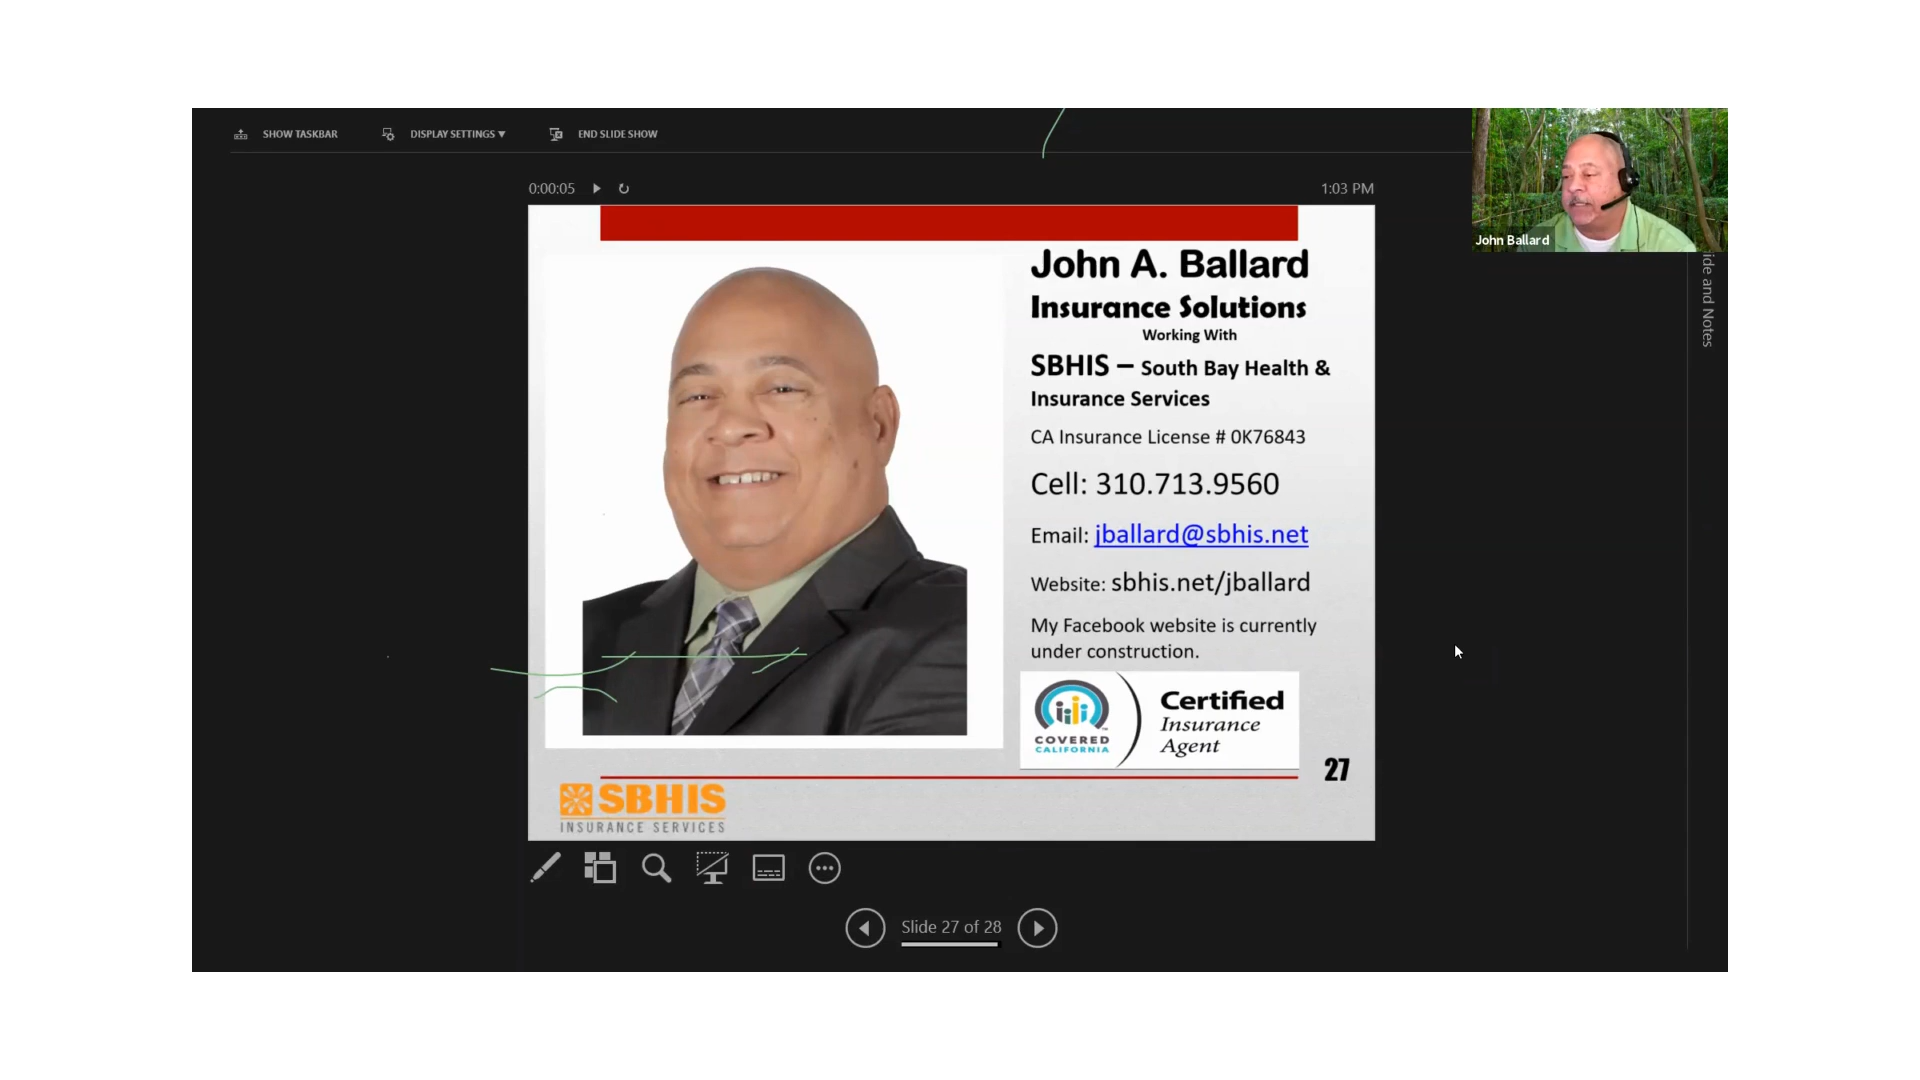 SHOW TASKBAR
DISPLAY SETTINGS ▼
END SLIDE SHOW
0:00:05
1:03 PM
John Ballard
ide and Notes
John A. Ballard
Insurance Solutions
Working With
SBHIS – South Bay Health &
Insurance Services
CA Insurance License # 0K76843
Cell: 310.713.9560
Email: jballard@sbhis.net
Website: sbhis.net/jballard
My Facebook website is currently
under construction.
COVERED
CALIFORNIA
Certified
Insurance
Agent
27
SBHIS
INSURANCE SERVICES
Slide 27 of 28